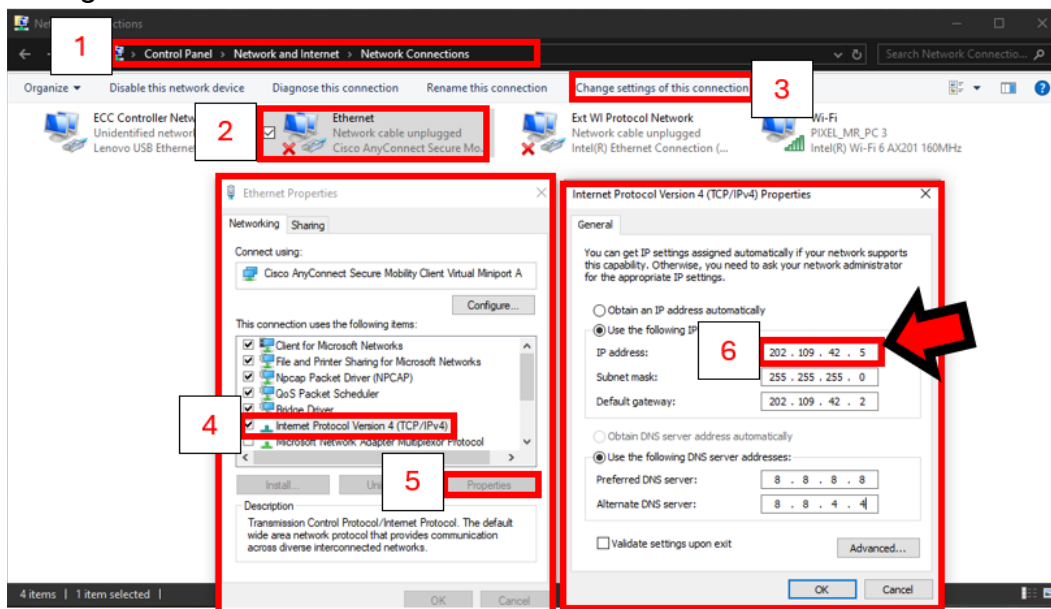 Ne ctions
1
Control Panel > Network and Internet > Network Connections
Search Network Connectio...
Organize Disable this network device Diagnose this connection Rename this connection Change settings of this connection
3
2
ECC Controller Netw
Unidentified networ
Lenovo USB Etherne
Ethernet
Network cable unplugged
Cisco AnyConnect Secure Mo...
Ext WI Protocol Network
Network cable unplugged
Intel(R) Ethernet Connection (...
Wi-Fi
PIXEL_MR_PC 3
Intel(R) Wi-Fi 6 AX201 160MHz
Ethernet Properties
Networking Sharing
Connect using:
Cisco AnyConnect Secure Mobility Client Virtual Miniport A
Configure...
This connection uses the following items:
Client for Microsoft Networks
File and Printer Sharing for Microsoft Networks
Npcap Packet Driver (NPCAP)
QoS Packet Scheduler
Bridge Driver
4
Internet Protocol Version 4 (TCP/IPv4)
Microsoft Network Adapter Multiplexor Protocol
5
Install... Uni Properties
Description
Transmission Control Protocol/Internet Protocol. The default
wide area network protocol that provides communication
across diverse interconnected networks.
OK Cancel
Internet Protocol Version 4 (TCP/IPv4) Properties
General
You can get IP settings assigned automatically if your network supports
this capability. Otherwise, you need to ask your network administrator
for the appropriate IP settings.
Obtain an IP address automatically
Use the following IP
6
IP address: 202 . 109 . 42 . 5
Subnet mask: 255 . 255 . 255 . 0
Default gateway: 202 . 109 . 42 . 2
Obtain DNS server address automatically
Use the following DNS server addresses:
Preferred DNS server: 8 . 8 . 8 . 8
Alternate DNS server: 8 . 8 . 4 . 4
Validate settings upon exit
Advanced...
OK Cancel
4 items | 1 item selected |